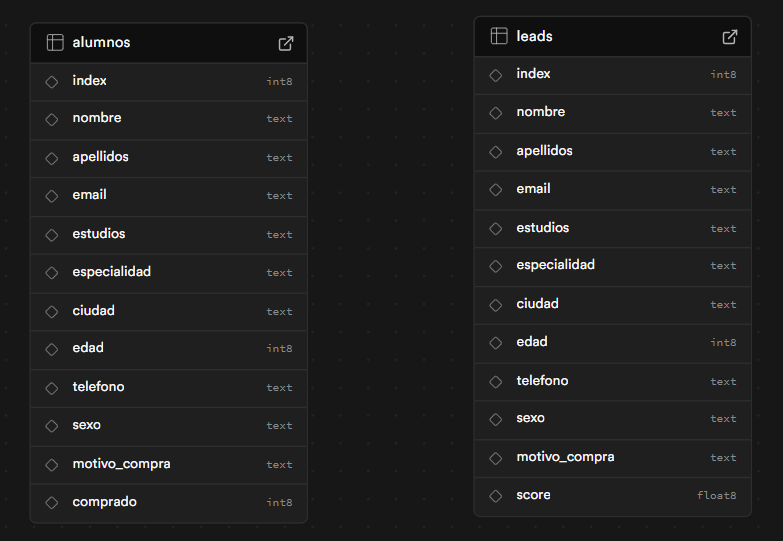 alumnos
index int8
nombre text
apellidos text
email text
estudios text
especialidad text
ciudad text
edad int8
telefono text
sexo text
motivo_compra text
comprado int8
leads
index int8
nombre text
apellidos text
email text
estudios text
especialidad text
ciudad text
edad int8
telefono text
sexo text
motivo_compra text
score float8